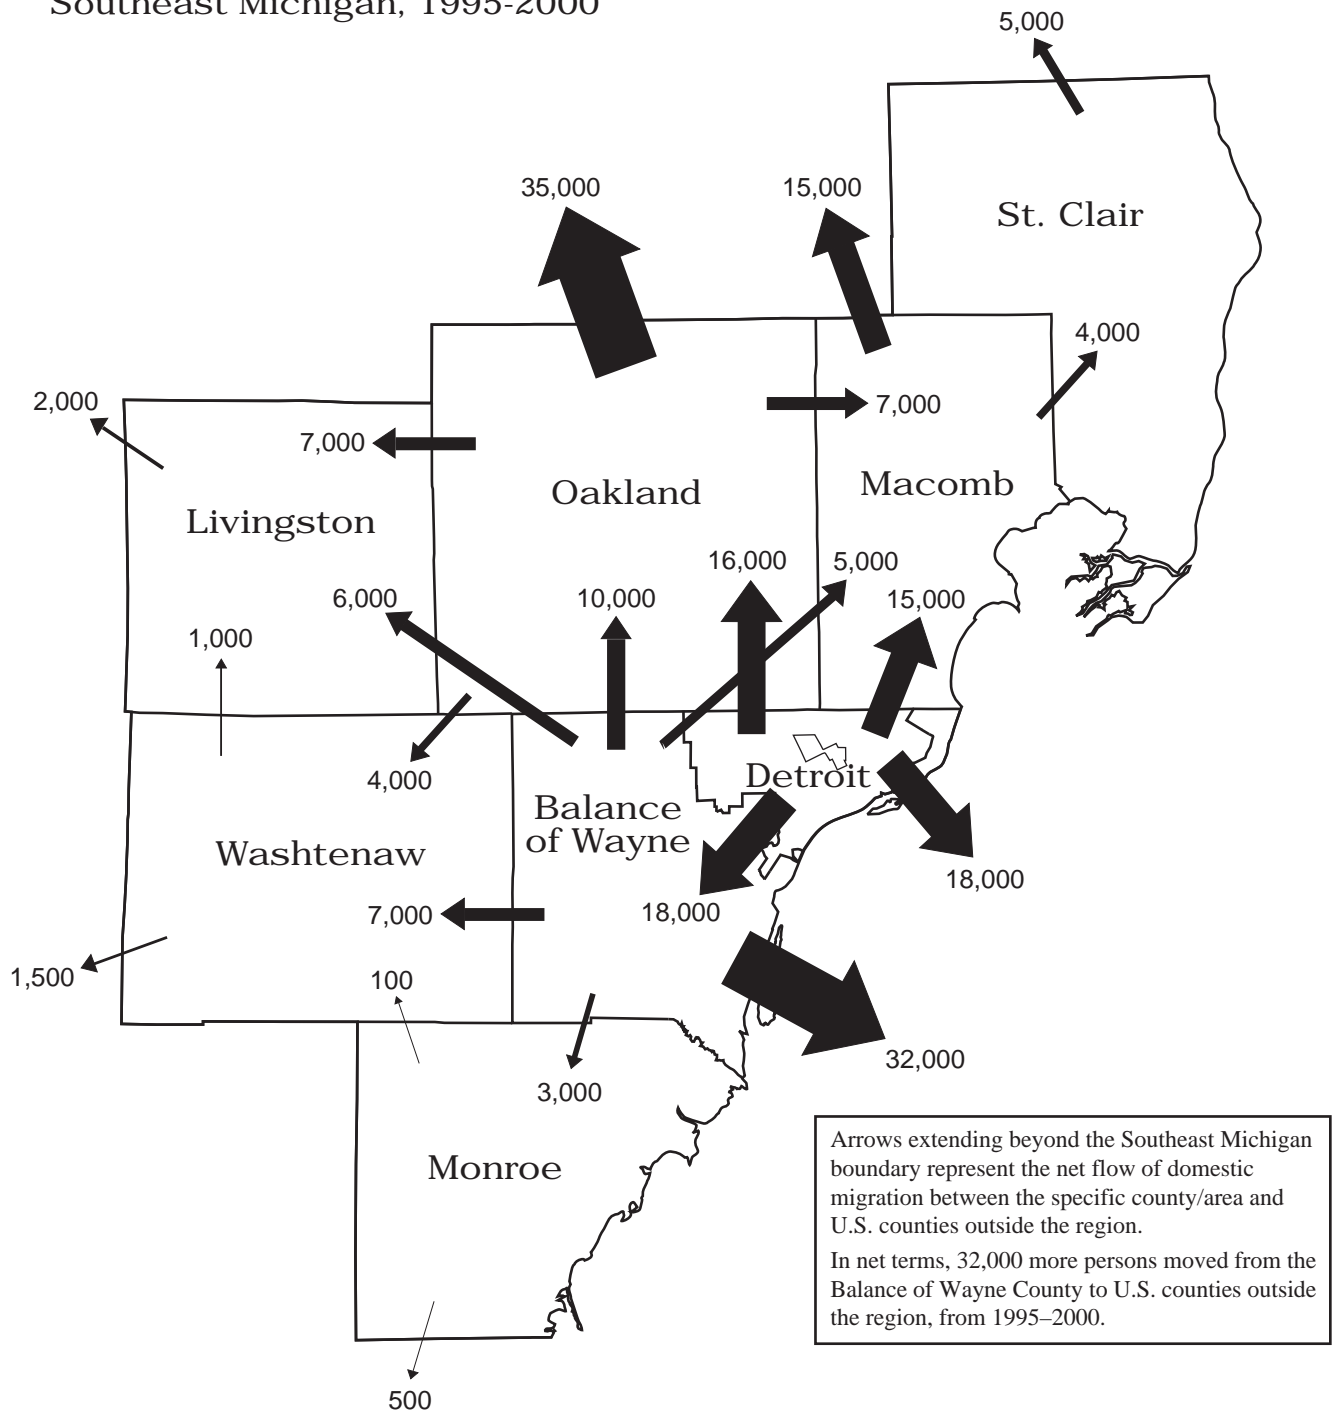 Southeast Michigan, 1995-2000
5,000
35,000
15,000
St. Clair
4,000
2,000
7,000
7,000
Oakland
Macomb
Livingston
16,000
5,000
6,000
10,000
15,000
1,000
4,000
Detroit
Balance
of Wayne
Washtenaw
18,000
7,000
18,000
1,500
100
32,000
3,000
Monroe
500
Arrows extending beyond the Southeast Michigan
boundary represent the net flow of domestic
migration between the specific county/area and
U.S. counties outside the region.
In net terms, 32,000 more persons moved from the
Balance of Wayne County to U.S. counties outside
the region, from 1995–2000.